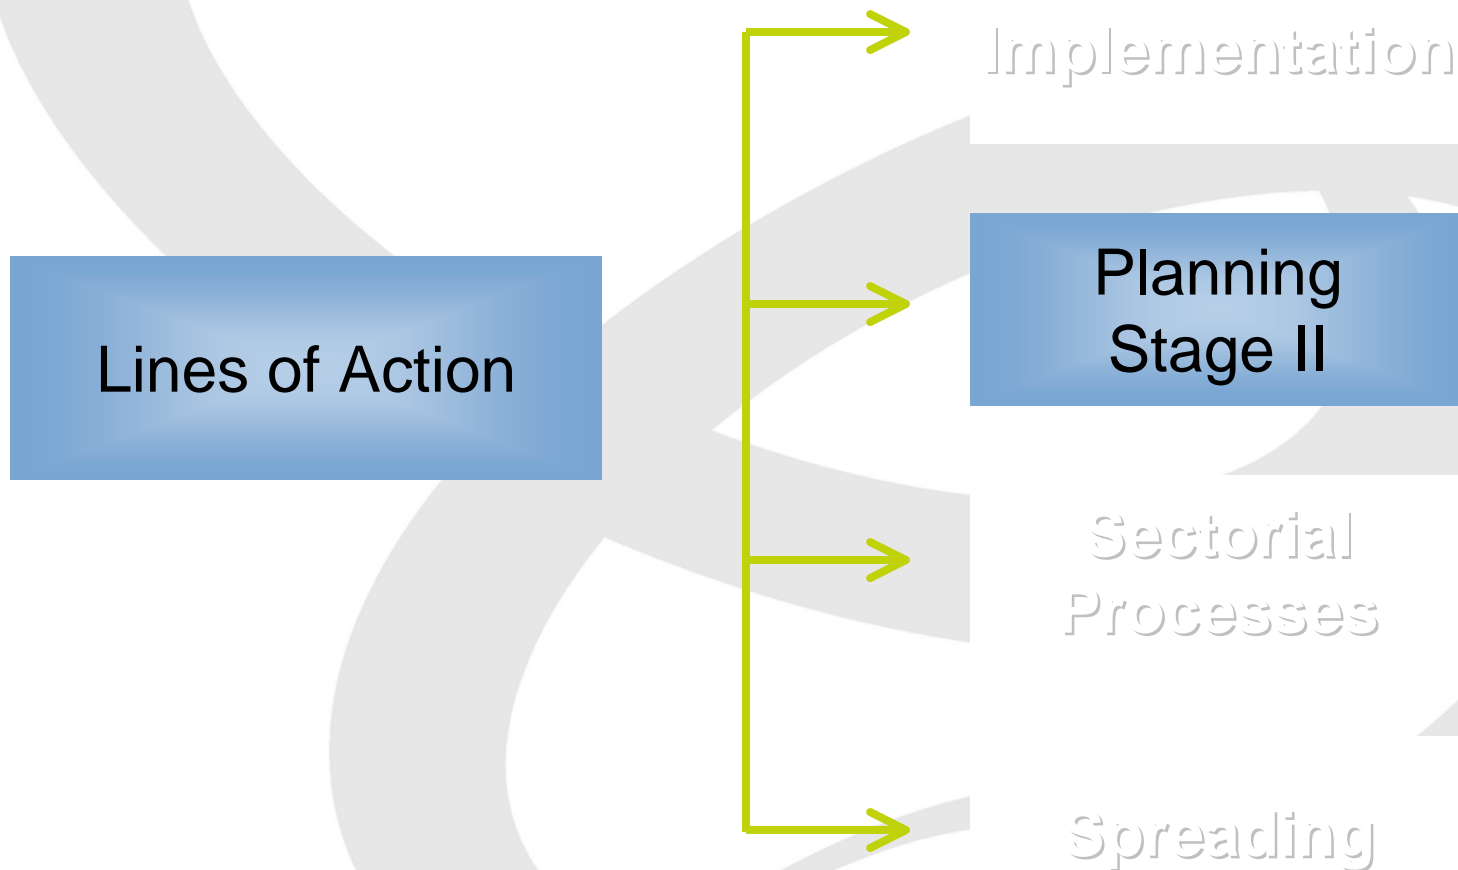 Implementation
Planning
Stage II
Lines of Action
Sectorial
Processes
Spreading